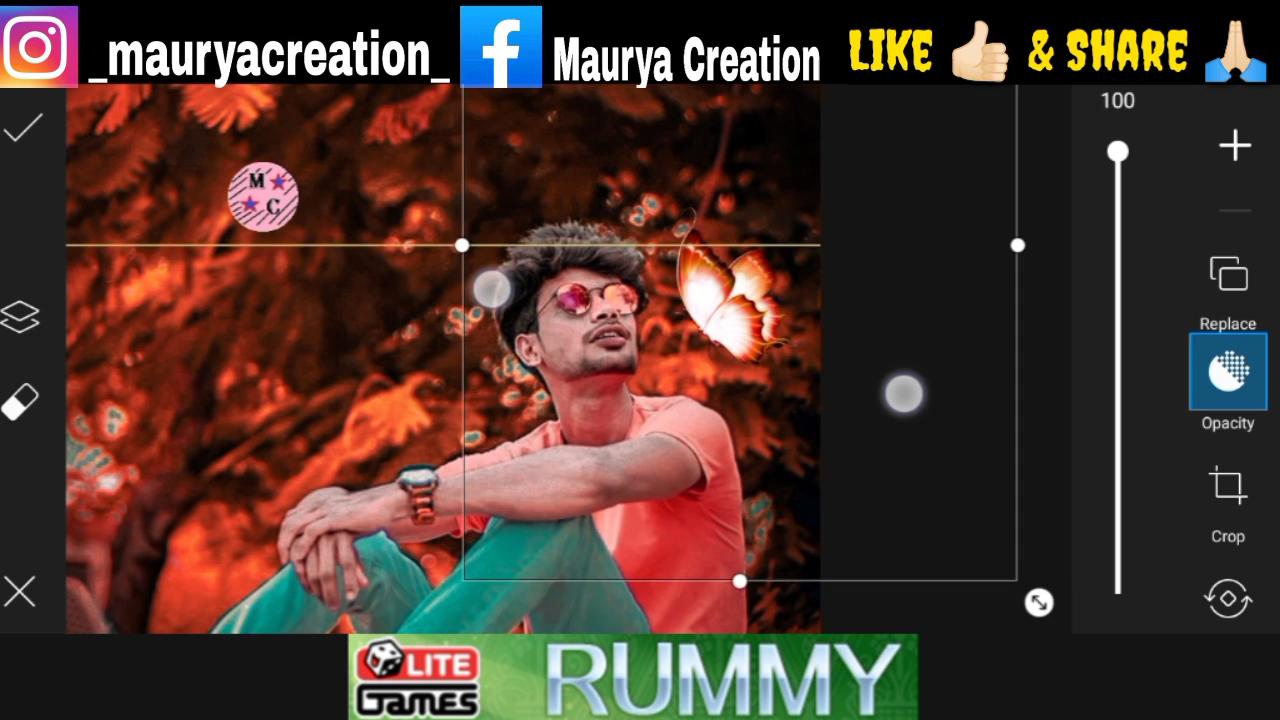 _mauryacreation_
f
Maurya Creation
LIKE & SHARE
100
M
C
Replace
Opacity
Crop
LITE
GAMES
RUMMY